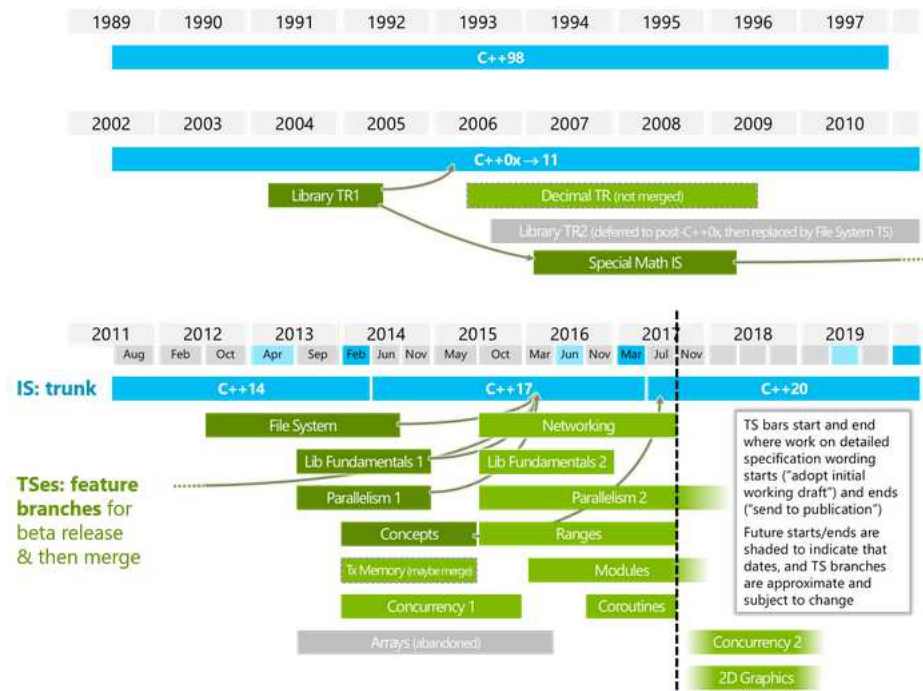 1989 1990 1991 1992 1993 1994 1995 1996 1997
C++98
2002 2003 2004 2005 2006 2007 2008 2009 2010
C++0x → 11
Library TR1
Decimal TR (not merged)
Library TR2 (deferred to post-C++0x, then replaced by File System TS)
Special Math IS
2011 2012 2013 2014 2015 2016 2017 2018 2019
Aug Feb Oct Apr Sep Feb Jun Nov May Oct Mar Jun Nov Mar Jul Nov
IS: trunk
C++14 C++17 C++20
File System Networking
Lib Fundamentals 1 Lib Fundamentals 2
TSes: feature
branches for
beta release
& then merge
Parallelism 1 Parallelism 2
Concepts Ranges
Tx Memory (maybe merge) Modules
Concurrency 1 Coroutines
Arrays (abandoned)
Concurrency 2
2D Graphics
TS bars start and end
where work on detailed
specification wording
starts ("adopt initial
working draft") and ends
("send to publication")
Future starts/ends are
shaded to indicate that
dates, and TS branches
are approximate and
subject to change